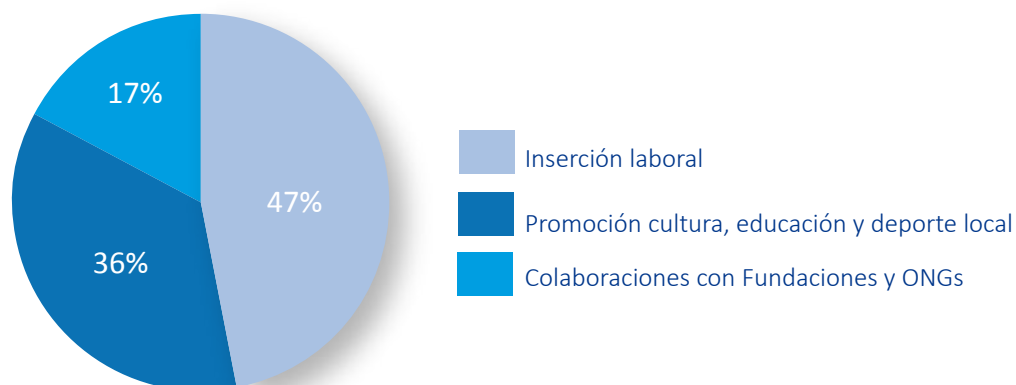 17%
47%
36%
Inserción laboral
Promoción cultura, educación y deporte local
Colaboraciones con Fundaciones y ONGs